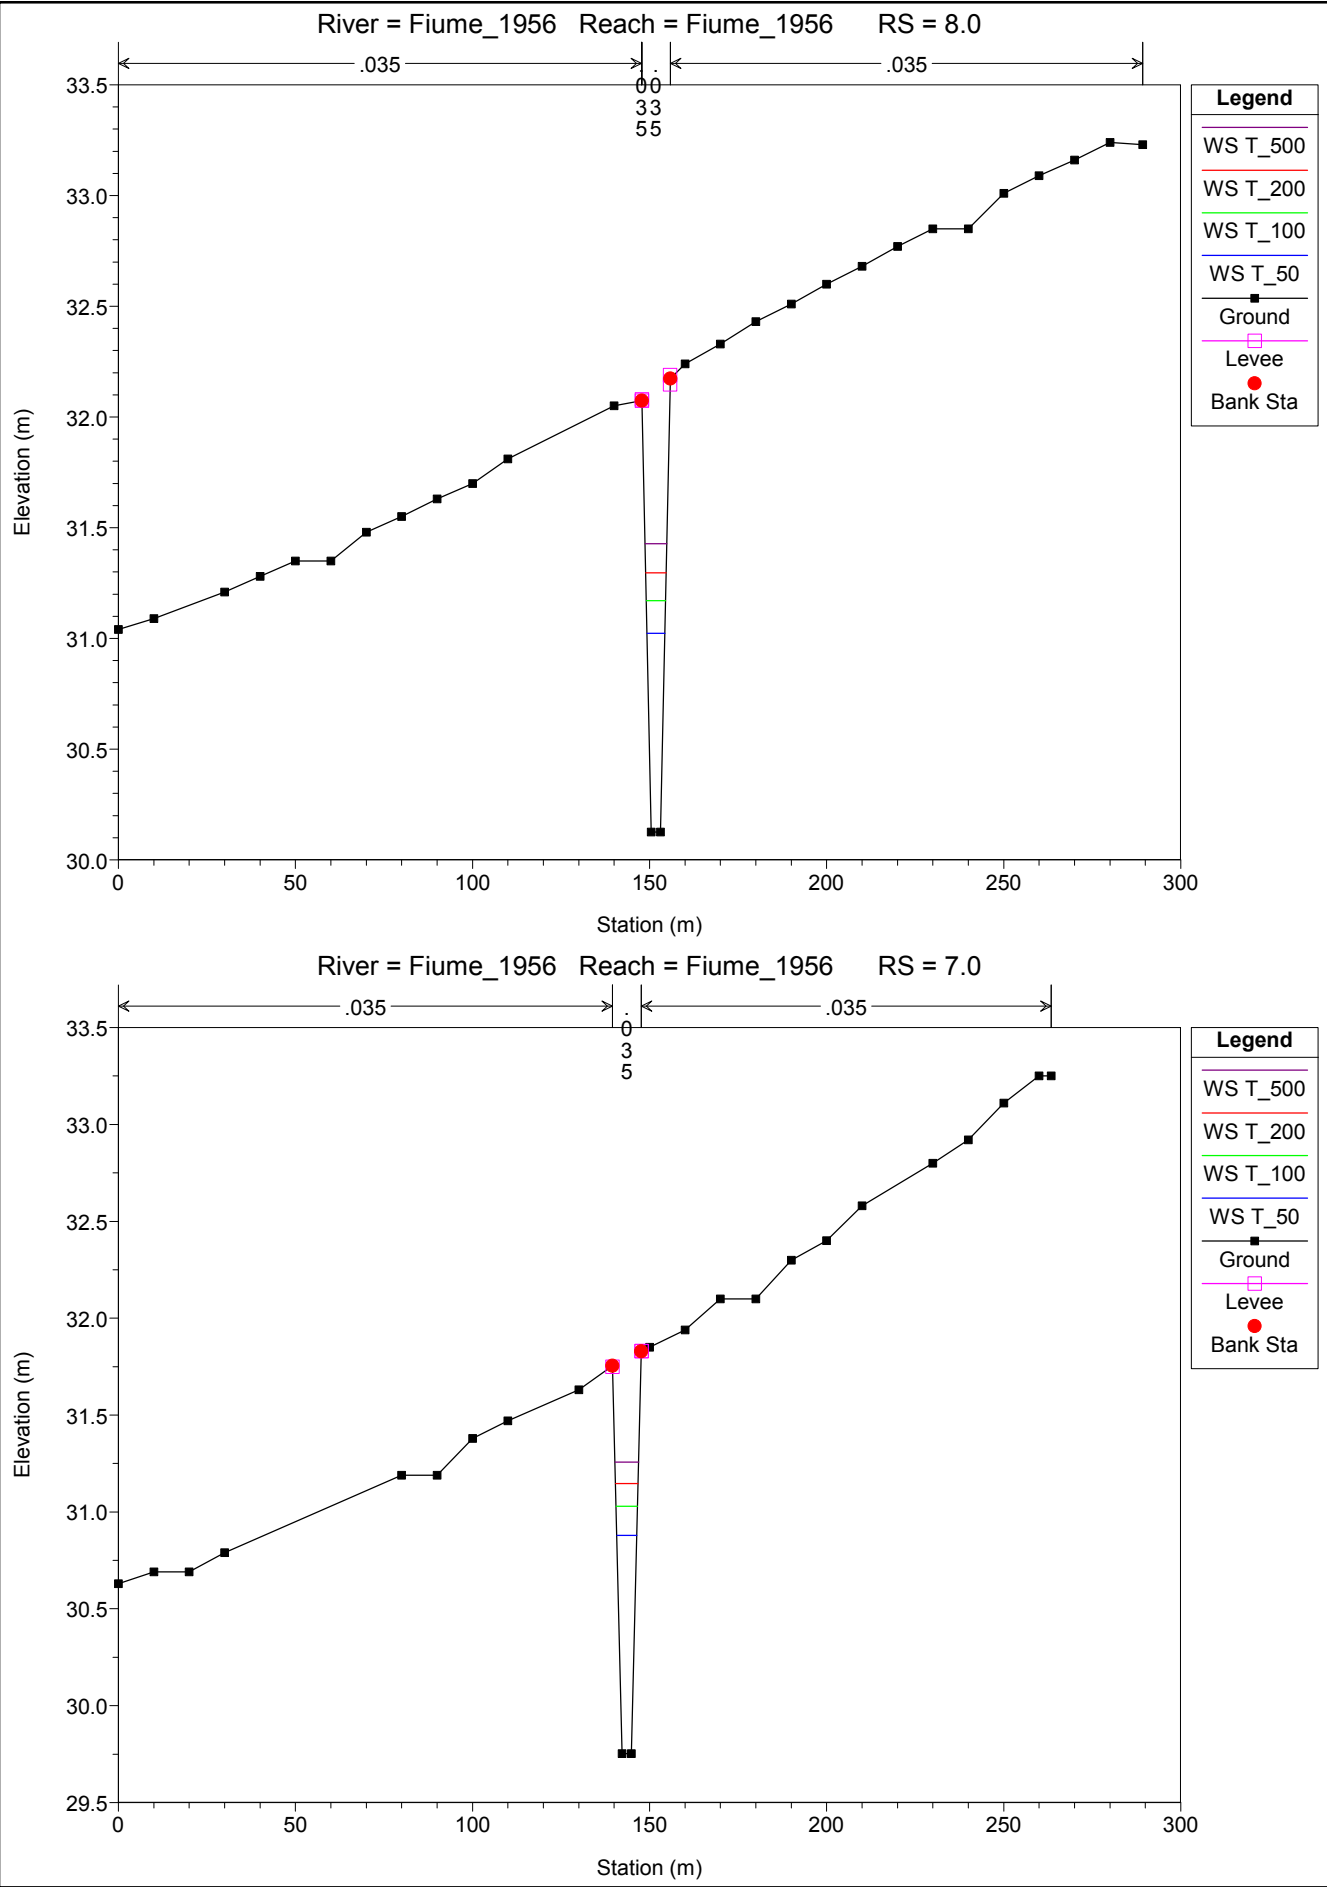 River = Fiume_1956 Reach = Fiume_1956 RS = 8.0
.035 . . .035
00
33
55
33.5
33.0
32.5
32.0
31.5
31.0
30.5
30.0
Elevation (m)
0 50 100 150 200 250 300
Station (m)
Legend
WS T_500
WS T_200
WS T_100
WS T_50
Ground
Levee
Bank Sta
River = Fiume_1956 Reach = Fiume_1956 RS = 7.0
.035 . .035
0
3
5
33.5
33.0
32.5
32.0
31.5
31.0
30.5
30.0
29.5
Elevation (m)
0 50 100 150 200 250 300
Station (m)
Legend
WS T_500
WS T_200
WS T_100
WS T_50
Ground
Levee
Bank Sta